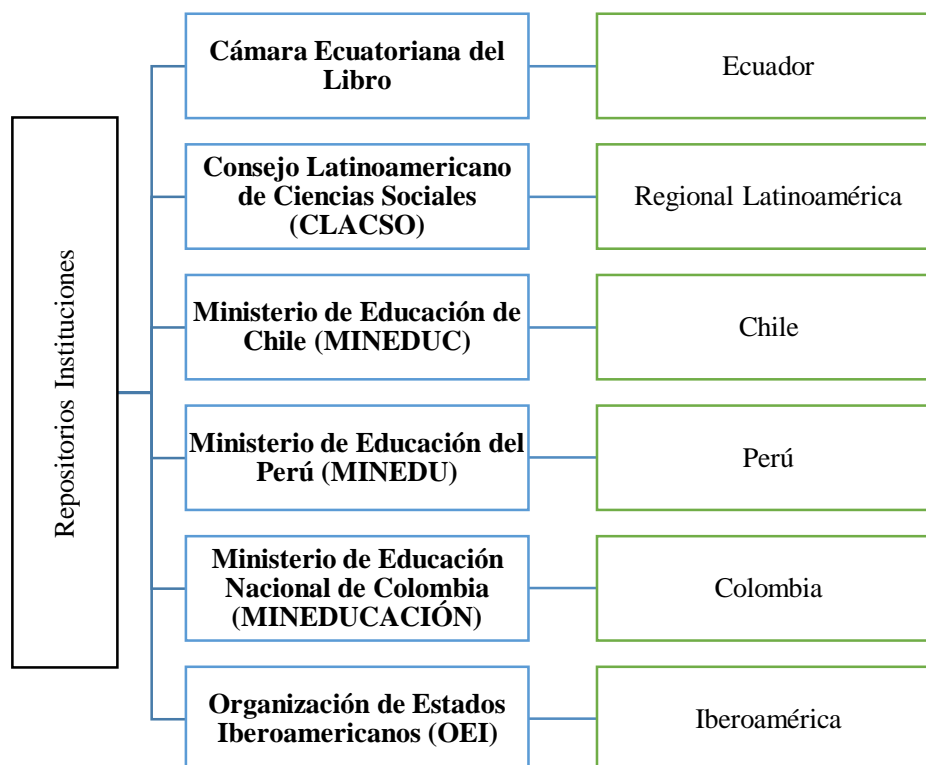 Repositorios Instituciones
Cámara Ecuatoriana del
Libro
Ecuador
Consejo Latinoamericano
de Ciencias Sociales
(CLACSO)
Regional Latinoamérica
Ministerio de Educación de
Chile (MINEDUC)
Chile
Ministerio de Educación del
Perú (MINEDU)
Perú
Ministerio de Educación
Nacional de Colombia
(MINEDUCACIÓN)
Colombia
Organización de Estados
Iberoamericanos (OEI)
Iberoamérica